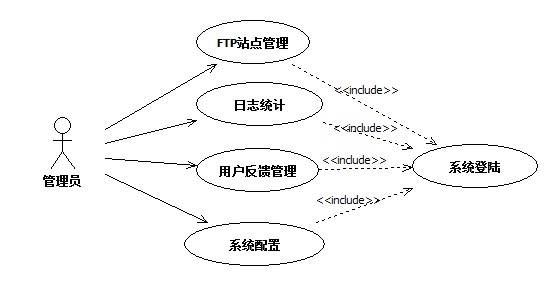 FTP站点管理
<<include>>
日志统计
<<include>>
用户反馈管理
<<include>>
系统登陆
管理员
<<include>>
系统配置